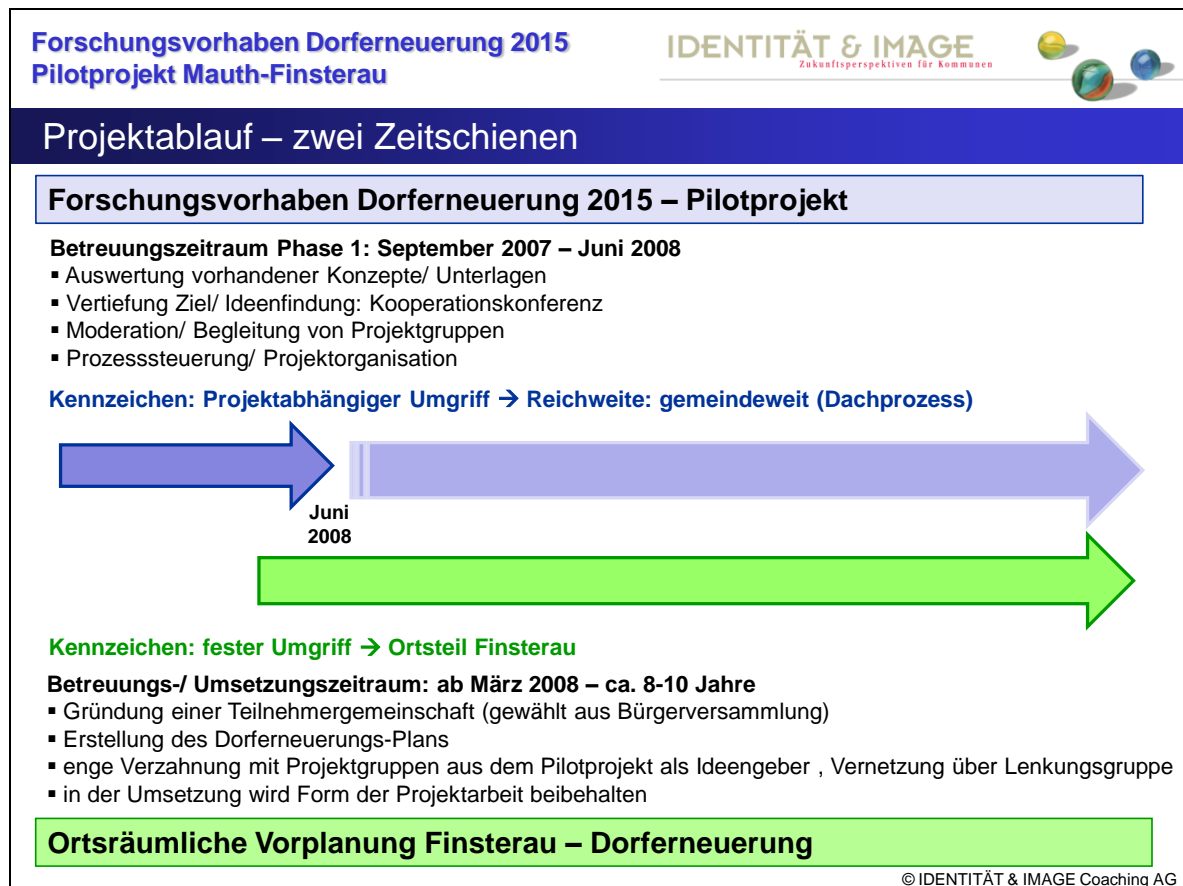 Forschungsvorhaben Dorferneuerung 2015
Pilotprojekt Mauth-Finsterau
IDENTITÄT & IMAGE
Zukunftsperspektiven für Kommunen
Projektablauf – zwei Zeitschienen
Forschungsvorhaben Dorferneuerung 2015 – Pilotprojekt
Betreuungszeitraum Phase 1: September 2007 – Juni 2008
▪ Auswertung vorhandener Konzepte/ Unterlagen
▪ Vertiefung Ziel/ Ideenfindung: Kooperationskonferenz
▪ Moderation/ Begleitung von Projektgruppen
▪ Prozesssteuerung/ Projektorganisation
Kennzeichen: Projektabhängiger Umgriff → Reichweite: gemeindeweit (Dachprozess)
Juni
2008
Kennzeichen: fester Umgriff → Ortsteil Finsterau
Betreuungs-/ Umsetzungszeitraum: ab März 2008 – ca. 8-10 Jahre
▪ Gründung einer Teilnehmergemeinschaft (gewählt aus Bürgerversammlung)
▪ Erstellung des Dorferneuerungs-Plans
▪ enge Verzahnung mit Projektgruppen aus dem Pilotprojekt als Ideengeber , Vernetzung über Lenkungsgruppe
▪ in der Umsetzung wird Form der Projektarbeit beibehalten
Ortsräumliche Vorplanung Finsterau – Dorferneuerung
© IDENTITÄT & IMAGE Coaching AG